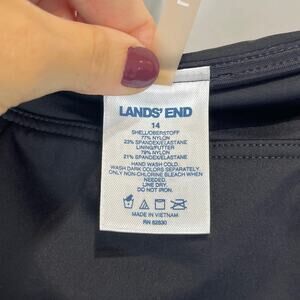 LANDS' END
14
SHELL/OBERSTOFF
77% NYLON
23% SPANDEX/ELASTANE
LINING/FUTTER
79% NYLON
21% SPANDEX/ELASTANE
HAND WASH COLD.
WASH DARK COLORS SEPARATELY.
ONLY NON-CHLORINE BLEACH WHEN
NEEDED.
LINE DRY.
DO NOT IRON.
MADE IN VIETNAM
RN 62830